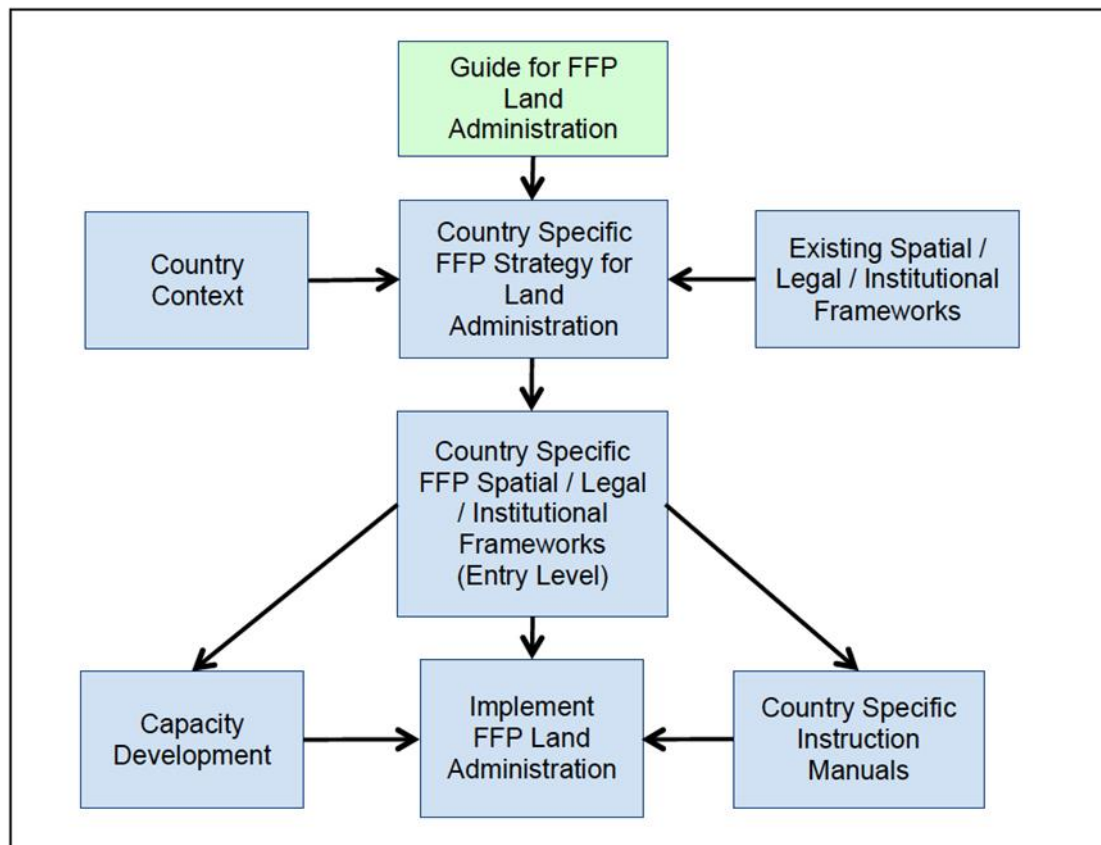 Guide for FFP
Land
Administration
Country
Context
Country Specific
FFP Strategy for
Land
Administration
Existing Spatial /
Legal / Institutional
Frameworks
Country Specific
FFP Spatial / Legal
/ Institutional
Frameworks
(Entry Level)
Capacity
Development
Implement
FFP Land
Administration
Country Specific
Instruction
Manuals